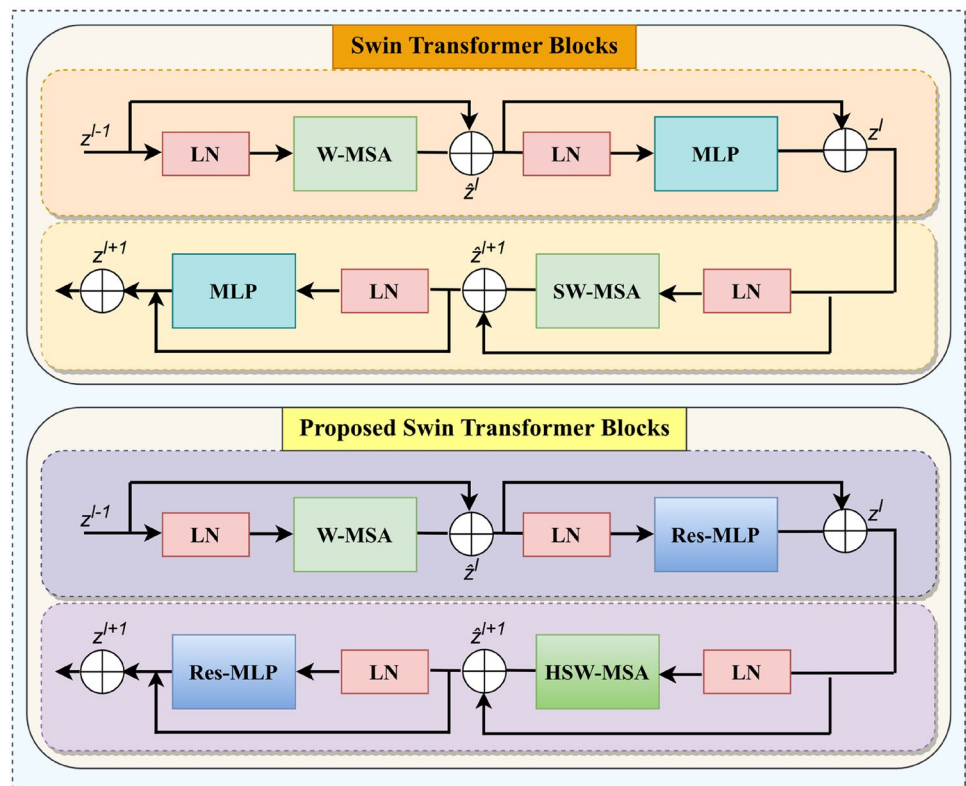 Swin Transformer Blocks
z^{l-1} LN W-MSA ẑ^l LN MLP z^l
z^{l+1} MLP LN ẑ^{l+1} SW-MSA LN
Proposed Swin Transformer Blocks
z^{l-1} LN W-MSA ẑ^l LN Res-MLP z^l
z^{l+1} Res-MLP LN ẑ^{l+1} HSW-MSA LN